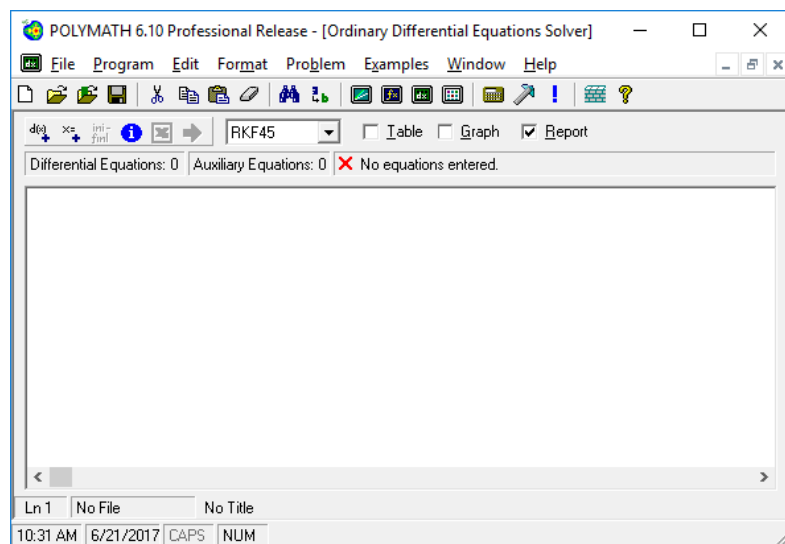 POLYMATH 6.10 Professional Release - [Ordinary Differential Equations Solver]
File Program Edit Format Problem Examples Window Help
d(x) x= ini- finl RKF45 Table Graph Report
Differential Equations: 0 Auxiliary Equations: 0 No equations entered.
Ln 1 No File No Title
10:31 AM 6/21/2017 CAPS NUM